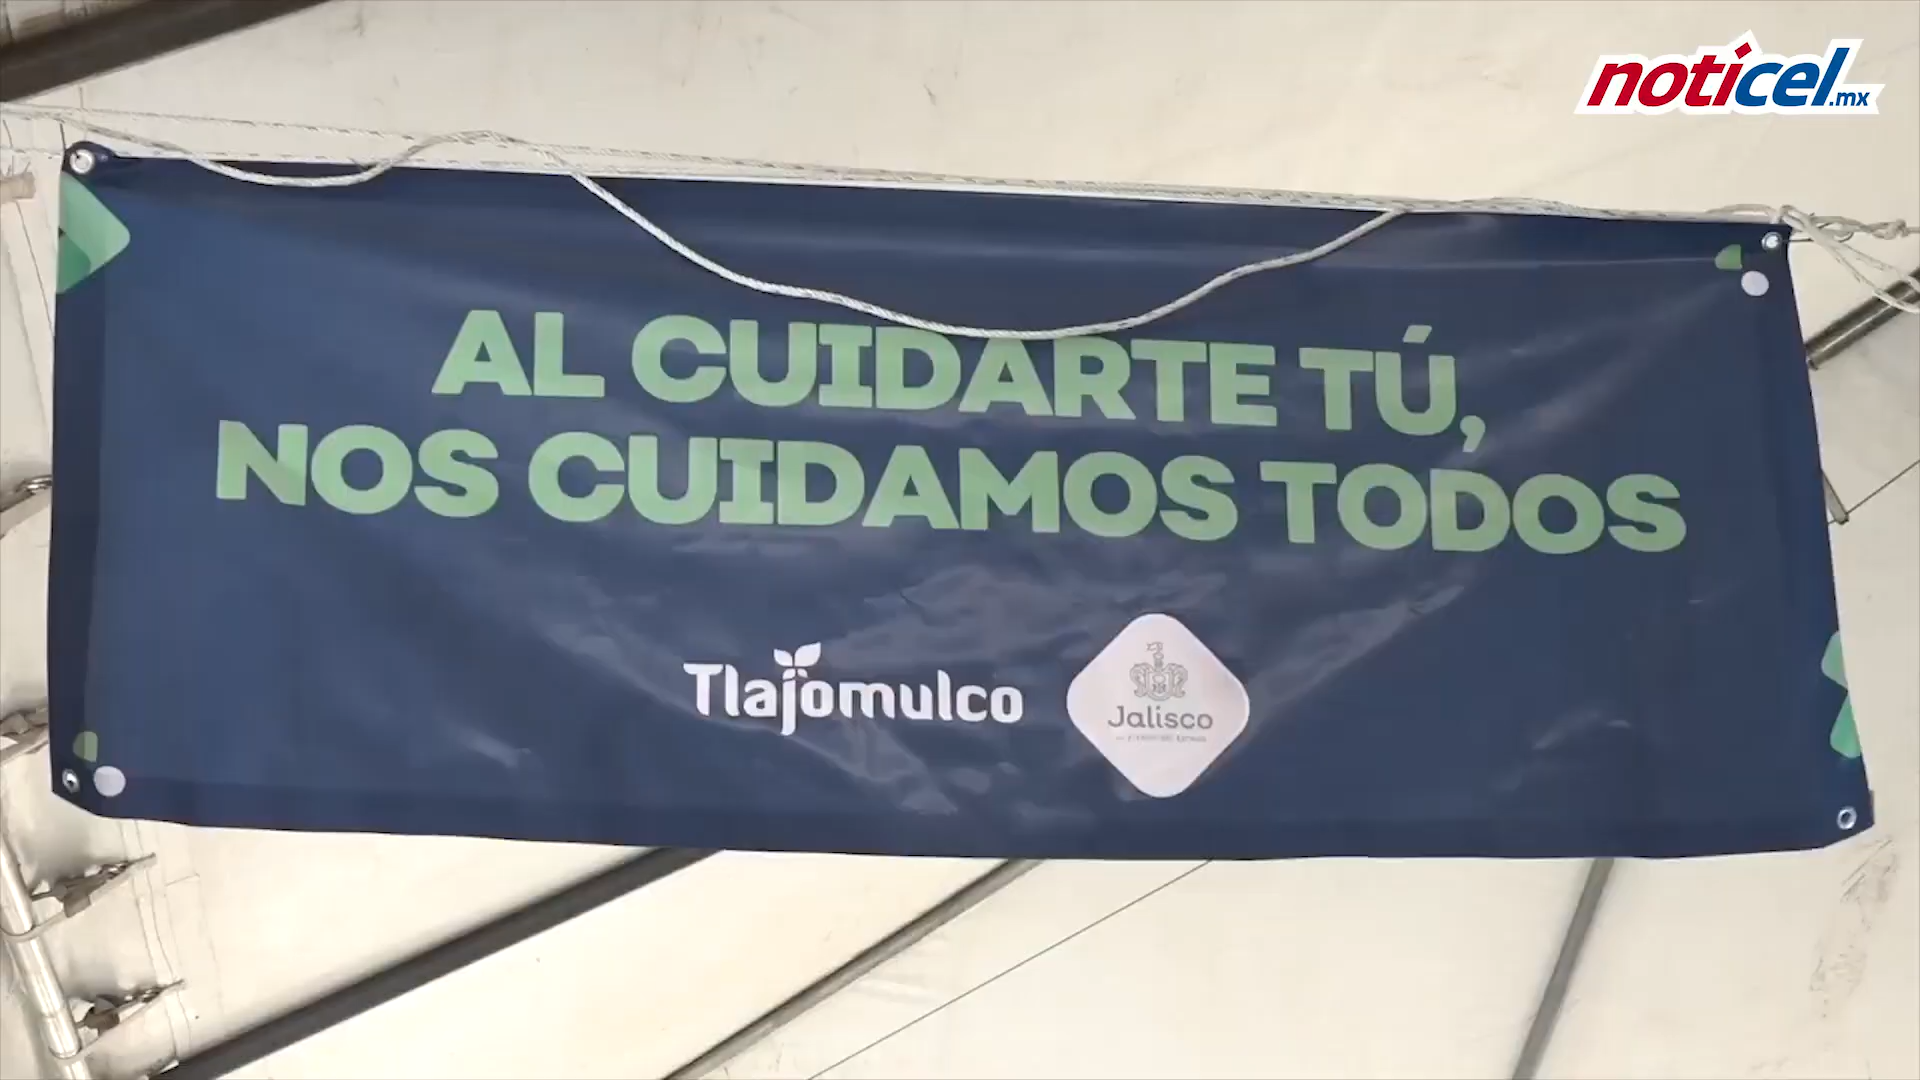 noticel.mx
AL CUIDARTE TÚ,
NOS CUIDAMOS TODOS
Tlajomulco
Jalisco